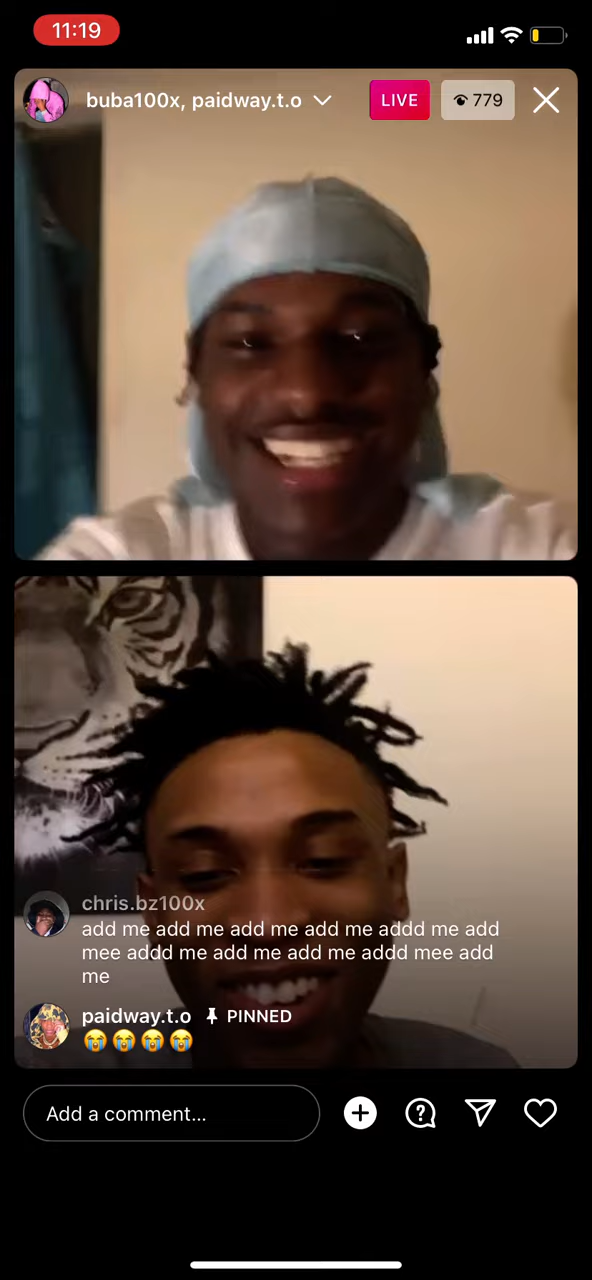 11:19
buba100x, paidway.t.o
LIVE
779
chris.bz100x
add me add me add me add me addd me add
mee addd me add me add me addd mee add
me
paidway.t.o PINNED
😭😭😭😭
Add a comment...